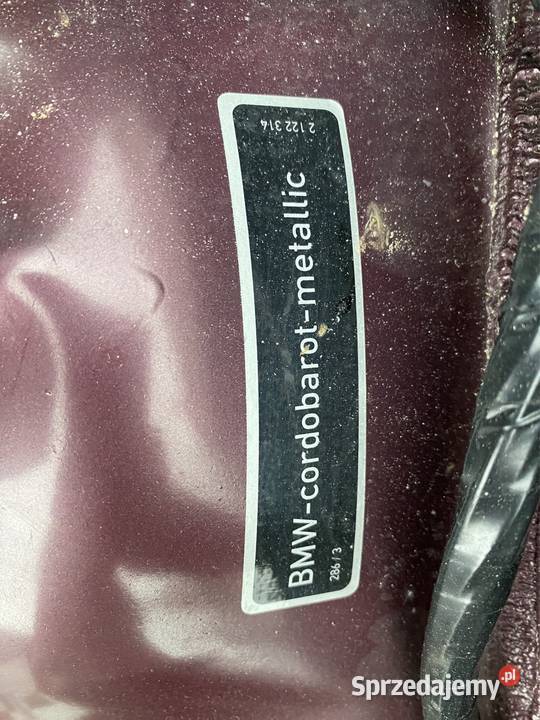 2 122 314
BMW-cordobarot-metallic
286 / 3
Sprzedajemy.pl